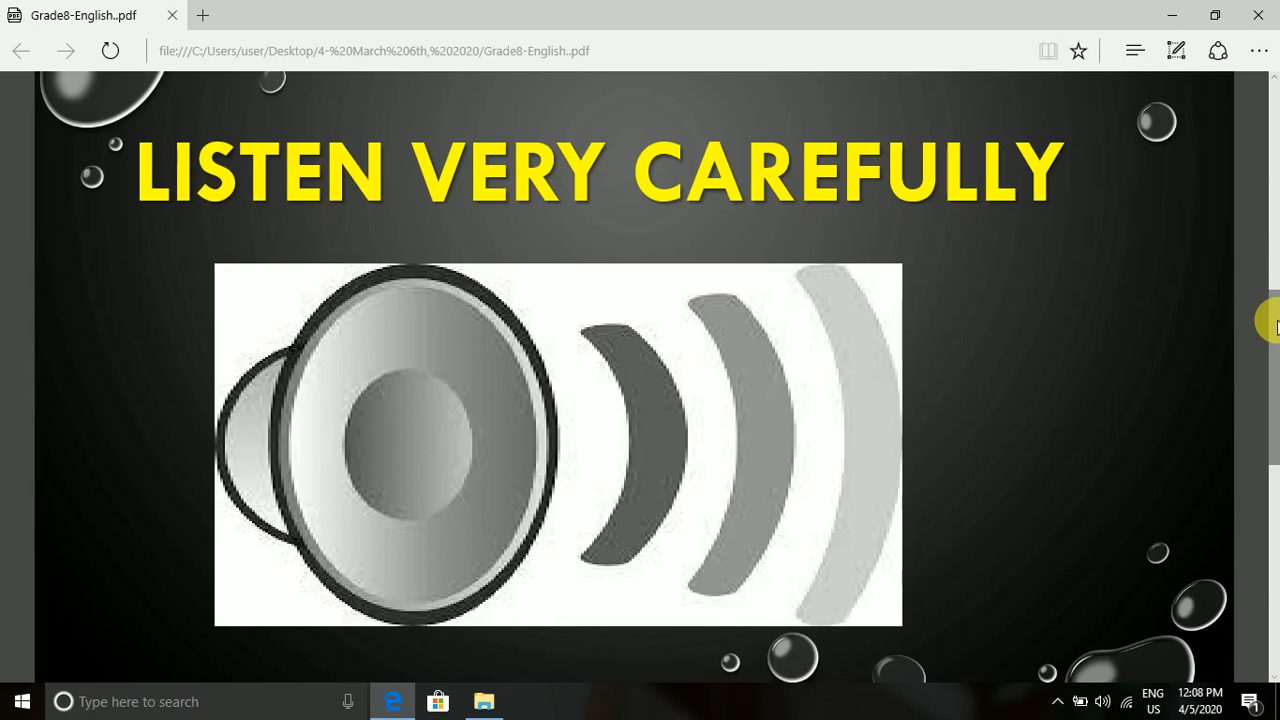 Grade8-English..pdf
file:///C:/Users/user/Desktop/4-%20March%206th,%202020/Grade8-English..pdf
LISTEN VERY CAREFULLY
Type here to search
ENG
US
12:08 PM
4/5/2020
1